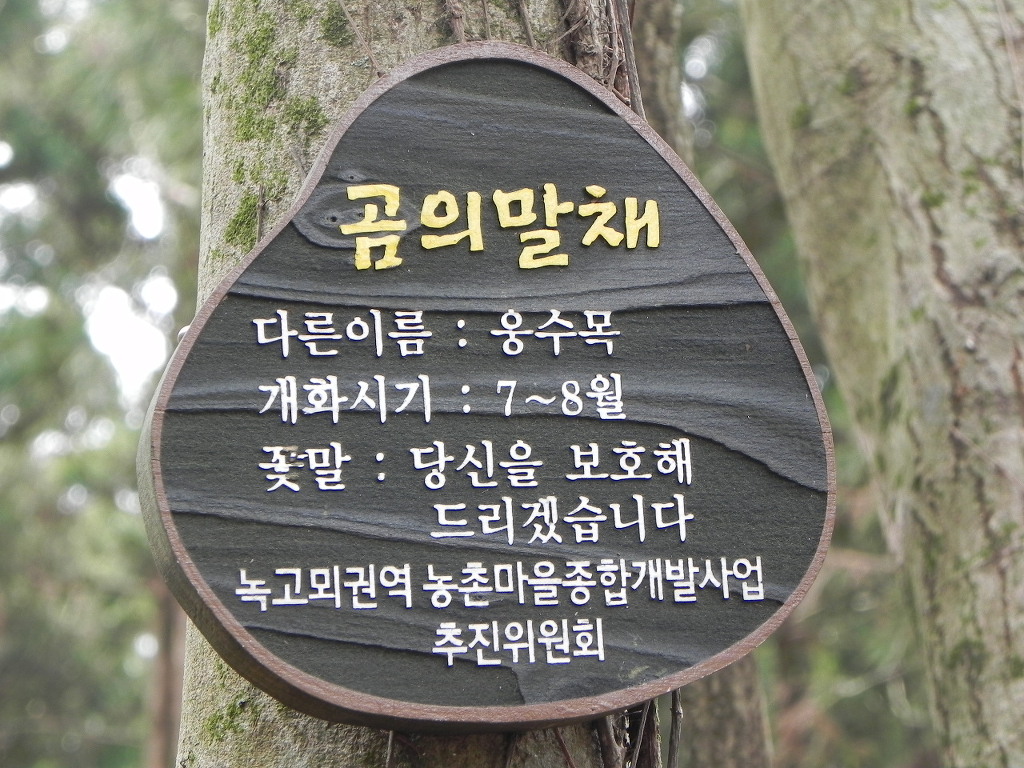 곰의말채
다른이름 : 웅수목
개화시기 : 7~8월
꽃말 : 당신을 보호해
드리겠습니다
녹고뫼권역 농촌마을종합개발사업
추진위원회